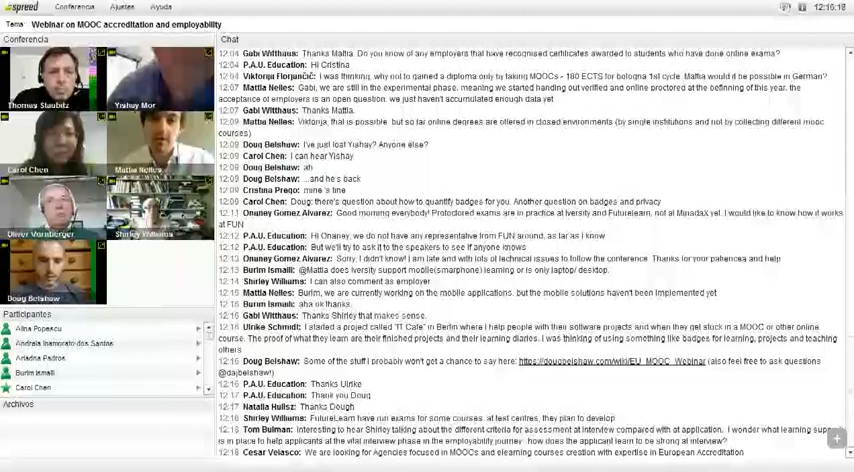 spreed
Conferencia Ajustes Ayuda
12:16:18
Tema: Webinar on MOOC accreditation and employability
Conferencia
Chat
Thomas Staubitz
Yishay Mor
Carol Chen
Mattia Nelles
Oliver Vornberger
Shirley Williams
Doug Belshaw
Participantes
Alina Popescu
Andreia Inamorato dos Santos
Ariadna Padros
Burim Ismaili
Carol Chen
Archivos
12:04 Gabi Witthaus: Thanks Mattia. Do you know of any employers that have recognised certificates awarded to students who have done online exams?
12:04 P.A.U. Education: Hi Cristina
12:04 Viktorija Florjančič: I was thinking, why not to gained a diploma only by taking MOOCs - 180 ECTS for bologna 1st cycle. Mattia would it be possible in Germany?
12:07 Mattia Nelles: Gabi, we are still in the experimental phase, meaning we started handing out verified and online proctored at the beginning of this year. the
acceptance of employers is an open question. we just haven't accumulated enough data yet
12:07 Gabi Witthaus: Thanks Mattia.
12:08 Mattia Nelles: Viktorija, that is possible, but so far online degrees are offered in closed environments (by single institutions and not by collecting different mooc
courses)
12:09 Doug Belshaw: I've just lost Yishay? Anyone else?
12:09 Carol Chen: I can hear Yishay
12:09 Doug Belshaw: ah
12:09 Doug Belshaw: ...and he's back
12:09 Cristina Prego: mine 's fine
12:09 Carol Chen: Doug: there's question about how to quantify badges for you. Another question on badges and privacy
12:11 Onaney Gomez Alvarez: Good morning everybody! Protoctored exams are in practice at Iversity and FutureLearn, not at MiriadaX yet. I would like to know how it works
at FUN
12:12 P.A.U. Education: Hi Onaney, we do not have any representative from FUN around, as far as i know
12:12 P.A.U. Education: But we'll try to ask it to the speakers to see if anyone knows
12:13 Onaney Gomez Alvarez: Sorry, I didn't know! I am late and with lots of technical issues to follow the conference. Thanks for your patiences and help
12:13 Burim Ismaili: @Mattia does iversity support mobile(smarphone) learning or is only laptop/ desktop.
12:14 Shirley Williams: I can also comment as employer
12:15 Mattia Nelles: Burim, we are currently working on the mobile applications, but the mobile solutions haven't been implemented yet
12:16 Burim Ismaili: aha ok thanks.
12:16 Gabi Witthaus: Thanks Shirley that makes sense.
12:16 Ulrike Schmidt: I started a project called "IT Cafe" in Berlin where i help people with their software projects and when they get stuck in a MOOC or other online
course. The proof of what they learn are their finished projects and their learning diaries. I was thinking of using something like badges for learning, projects and teaching
others
12:16 Doug Belshaw: Some of the stuff I probably won't get a chance to say here: https://dougbelshaw.com/wiki/EU_MOOC_Webinar (also feel free to ask questions
@dajbelshaw!)
12:16 P.A.U. Education: Thanks Ulrike
12:17 P.A.U. Education: Thank you Doug
12:17 Natalia Huilsz: Thanks Dough
12:18 Shirley Williams: FutureLearn have run exams for some courses, at test centres, they plan to develop
12:18 Tom Bulman: Interesting to hear Shirley talking about the different criteria for assessment at interview compared with at application. I wonder what learning
is in place to help applicants at the vital interview phase in the employability journey - how does the applicant learn to be strong at interview?
12:18 Cesar Velasco: We are looking for Agencies focused in MOOCs and elearning courses creation with expertise in European Accreditation